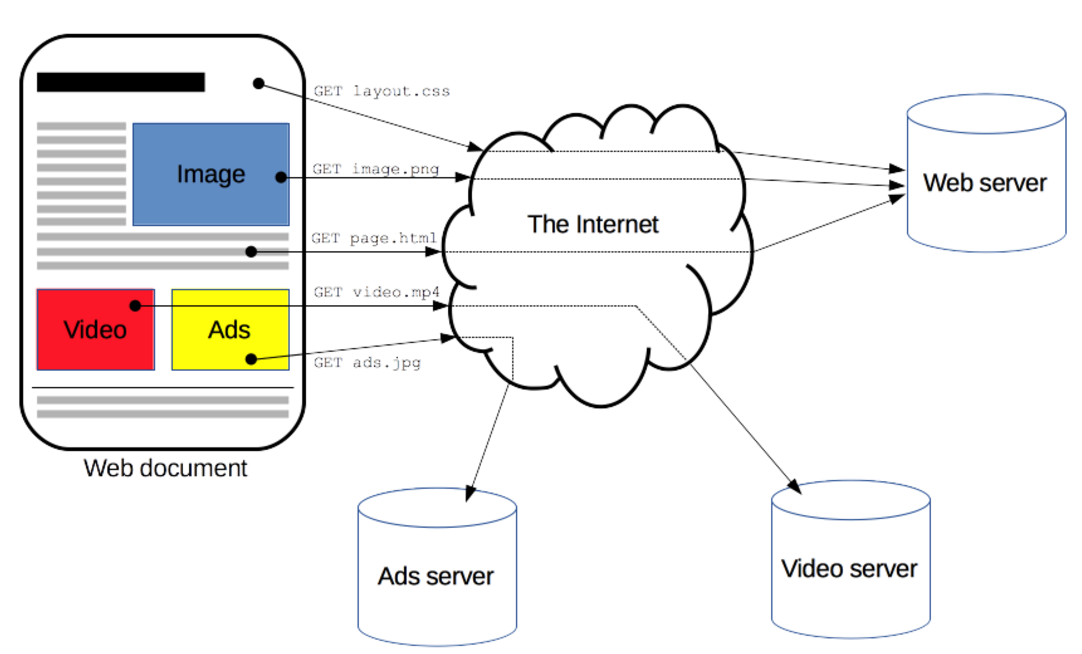 GET layout.css
Image
GET image.png
Web server
The Internet
GET page.html
GET video.mp4
Video
Ads
GET ads.jpg
Web document
Ads server
Video server